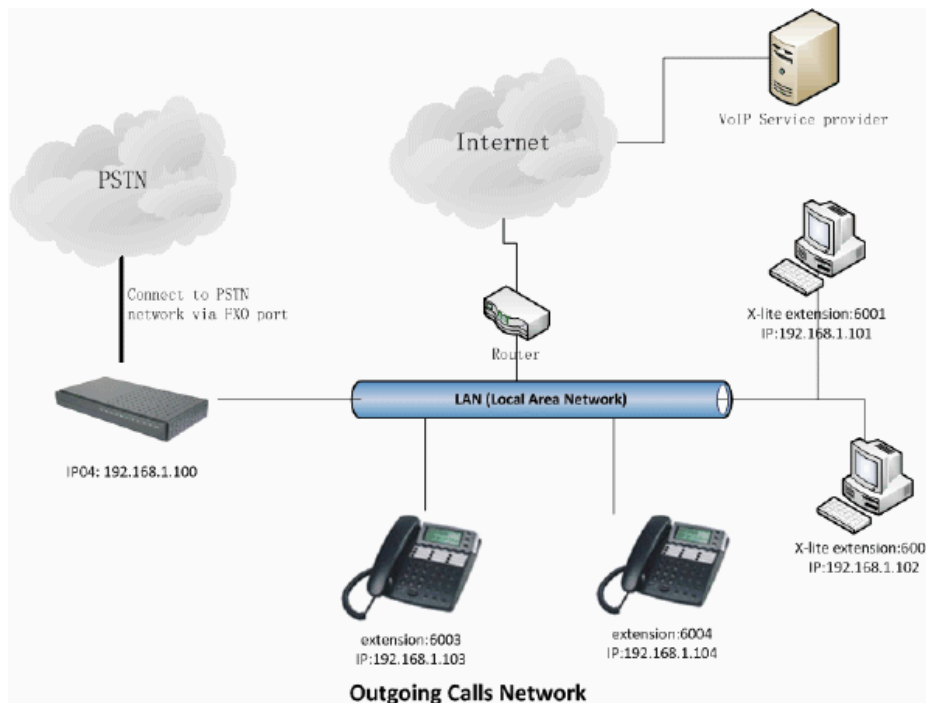 VoIP Service provider
Internet
PSTN
Connect to PSTN
network via FXO port
X-lite extension:6001
IP:192.168.1.101
Router
LAN (Local Area Network)
IP04: 192.168.1.100
X-lite extension:600
IP:192.168.1.102
extension:6003
IP:192.168.1.103
extension:6004
IP:192.168.1.104
Outgoing Calls Network